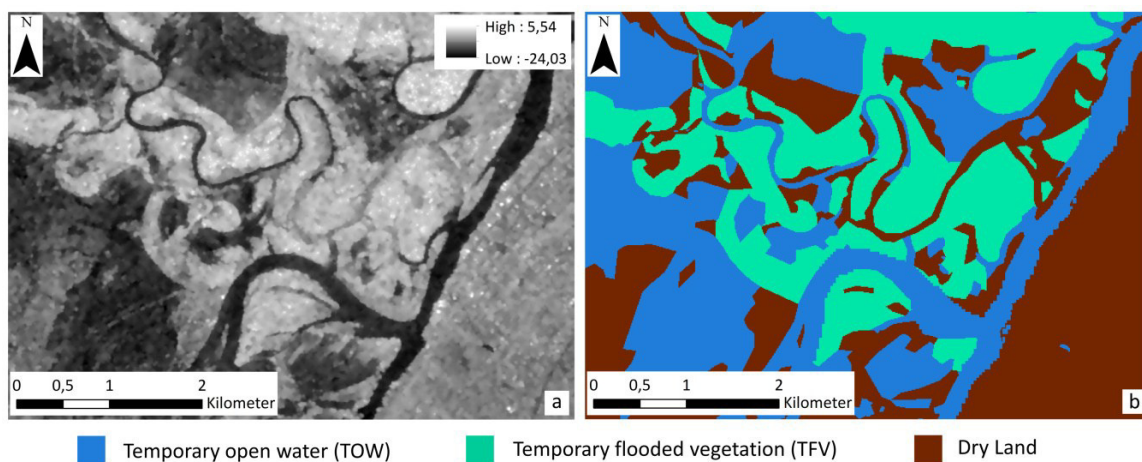 N
High : 5,54
Low : -24,03
N
0 0,5 1 2
Kilometer
a
0 0,5 1 2
Kilometer
b
Temporary open water (TOW)
Temporary flooded vegetation (TFV)
Dry Land